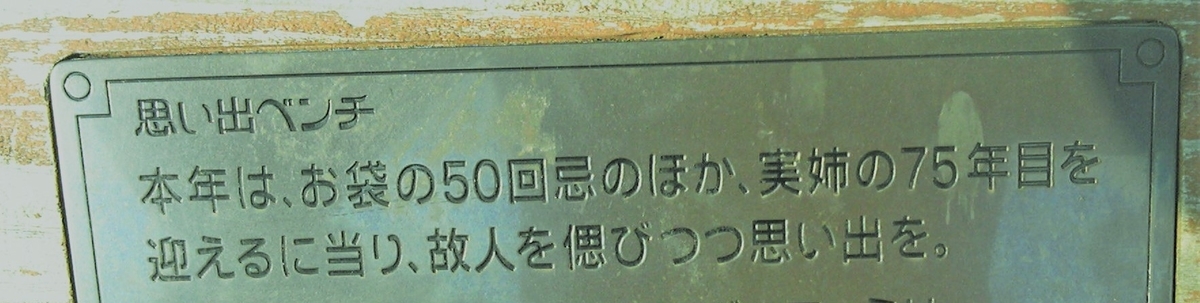 思い出ベンチ
本年は、お袋の50回忌のほか、実姉の75年目を
迎えるに当り、故人を偲びつつ思い出を。